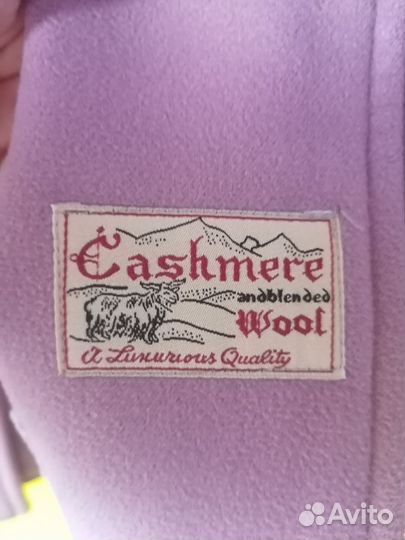 Cashmere
andblended
Wool
A Luxurious Quality
Avito